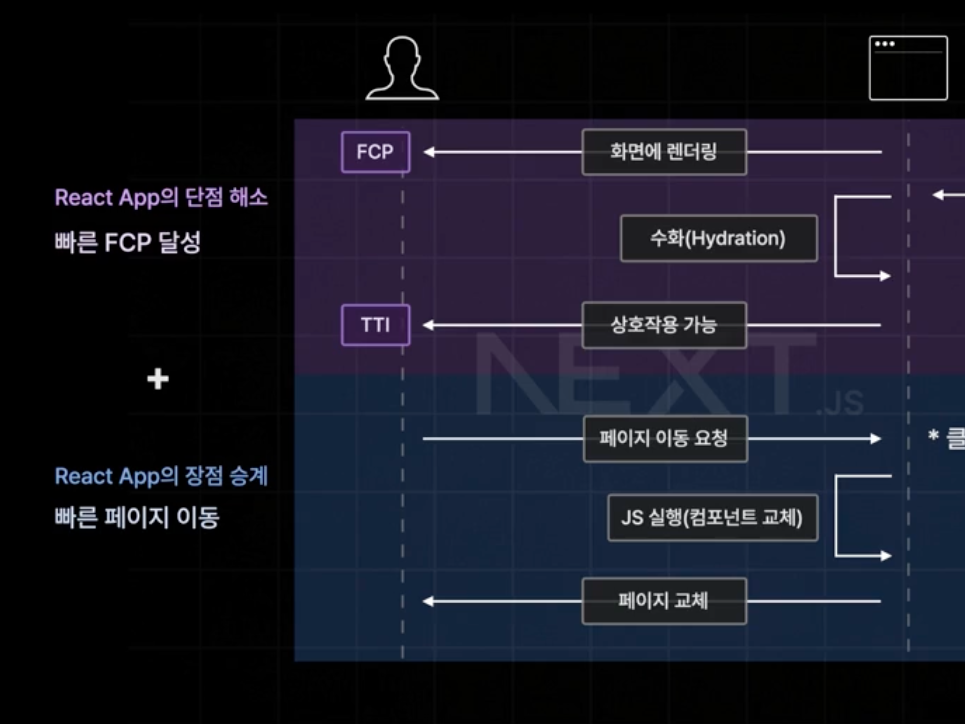 FCP
화면에 렌더링
React App의 단점 해소
빠른 FCP 달성
수화(Hydration)
TTI
상호작용 가능
NEXT.JS
+
페이지 이동 요청
* 클
React App의 장점 승계
빠른 페이지 이동
JS 실행(컴포넌트 교체)
페이지 교체